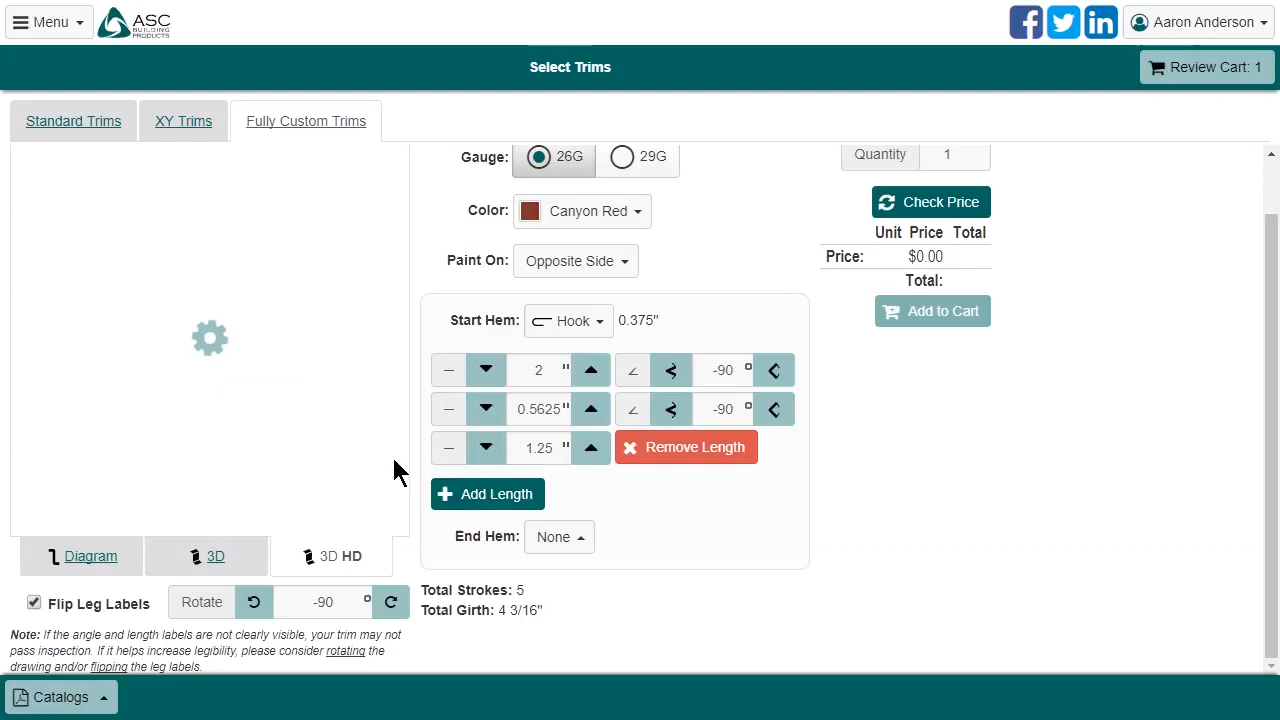 Menu
ASC
BUILDING
PRODUCTS
Aaron Anderson
Select Trims
Review Cart: 1
Standard Trims
XY Trims
Fully Custom Trims
Gauge: 26G 29G
Quantity 1
Color: Canyon Red
Check Price
Unit Price Total
Paint On: Opposite Side
Price: $0.00
Total:
Add to Cart
Start Hem: Hook 0.375"
2 " -90 °
0.5625" -90 °
1.25 " Remove Length
Add Length
End Hem: None
Diagram
3D
3D HD
Flip Leg Labels
Rotate -90 °
Total Strokes: 5
Total Girth: 4 3/16"
Note: If the angle and length labels are not clearly visible, your trim may not
pass inspection. If it helps increase legibility, please consider rotating the
drawing and/or flipping the leg labels.
Catalogs